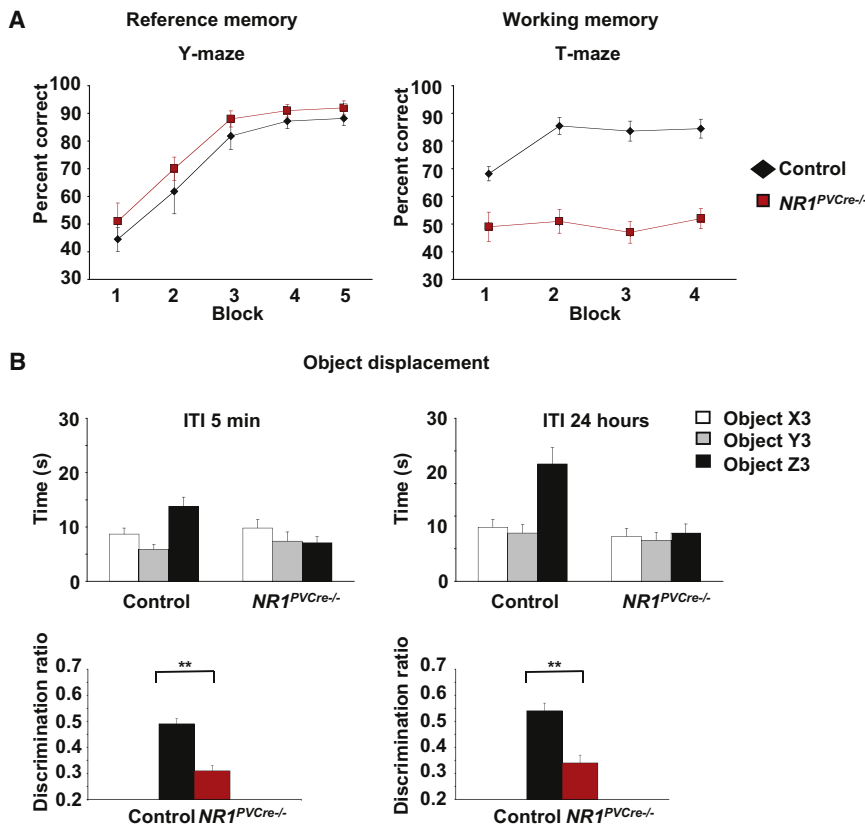 A
Reference memory
Working memory
Y-maze
T-maze
Percent correct
100
90
80
70
60
50
40
30
1 2 3 4 5
Block
Percent correct
100
90
80
70
60
50
40
30
1 2 3 4
Block
Control
NR1PVCre-/-
B
Object displacement
ITI 5 min
Time (s)
30
20
10
0
Control NR1PVCre-/-
ITI 24 hours
Time (s)
30
20
10
0
Control NR1PVCre-/-
Object X3
Object Y3
Object Z3
Discrimination ratio
0.7
0.6
0.5
0.4
0.3
0.2
**
Control NR1PVCre-/-
Discrimination ratio
0.7
0.6
0.5
0.4
0.3
0.2
**
Control NR1PVCre-/-